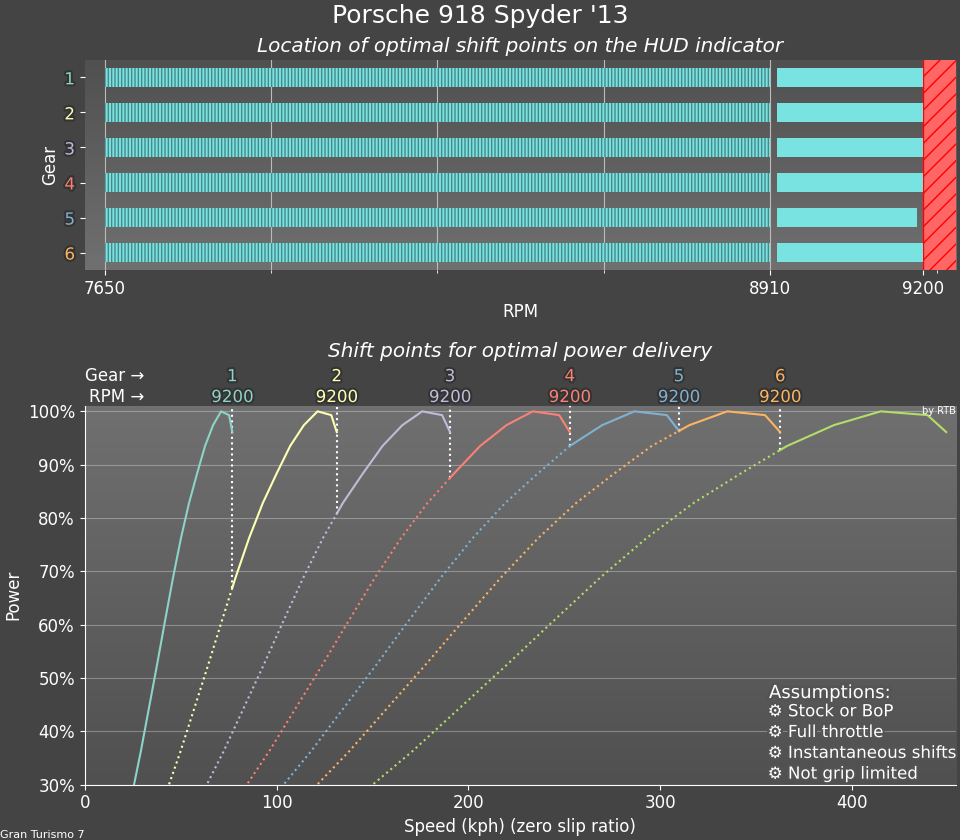 Porsche 918 Spyder '13
Location of optimal shift points on the HUD indicator
Gear
1
2
3
4
5
6
7650 8910 9200
RPM
Shift points for optimal power delivery
Gear → 1 2 3 4 5 6
RPM → 9200 9200 9200 9200 9200 9200
by RTB
Power
100%
90%
80%
70%
60%
50%
40%
30%
Assumptions:
⚙ Stock or BoP
⚙ Full throttle
⚙ Instantaneous shifts
⚙ Not grip limited
0 100 200 300 400
Speed (kph) (zero slip ratio)
Gran Turismo 7